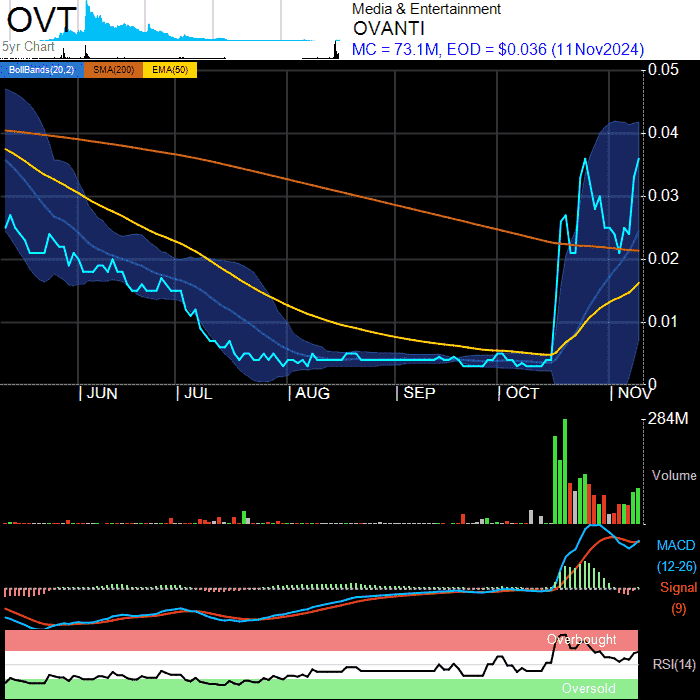 OVT
5yr Chart
Media & Entertainment
OVANTI
MC = 73.1M, EOD = $0.036 (11Nov2024)
BollBands(20,2) SMA(200) EMA(50)
0.05
0.04
0.03
0.02
0.01
0
JUN JUL AUG SEP OCT NOV
284M
Volume
MACD
(12-26)
Signal
(9)
Overbought
RSI(14)
Oversold